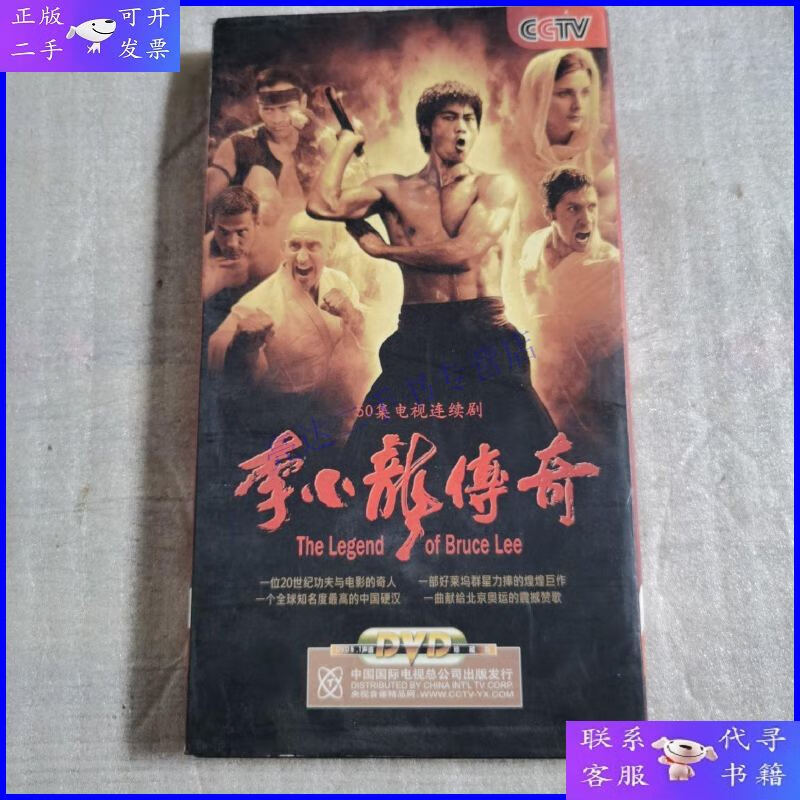 正版 可开
二手 发票
CCTV
50集电视连续剧
李小龍傳奇
The Legend of Bruce Lee
一位20世纪功夫与电影的奇人 一部好莱坞群星力捧的煌煌巨作
一个全球知名度最高的中国硬汉 一曲献给北京奥运的震撼赞歌
DVD
中国国际电视总公司出版发行
DISTRIBUTED BY CHINA INT'L TV CORP.
央视音像精品网:WWW.CCTV-YX.COM
联系 代寻
客服 书籍